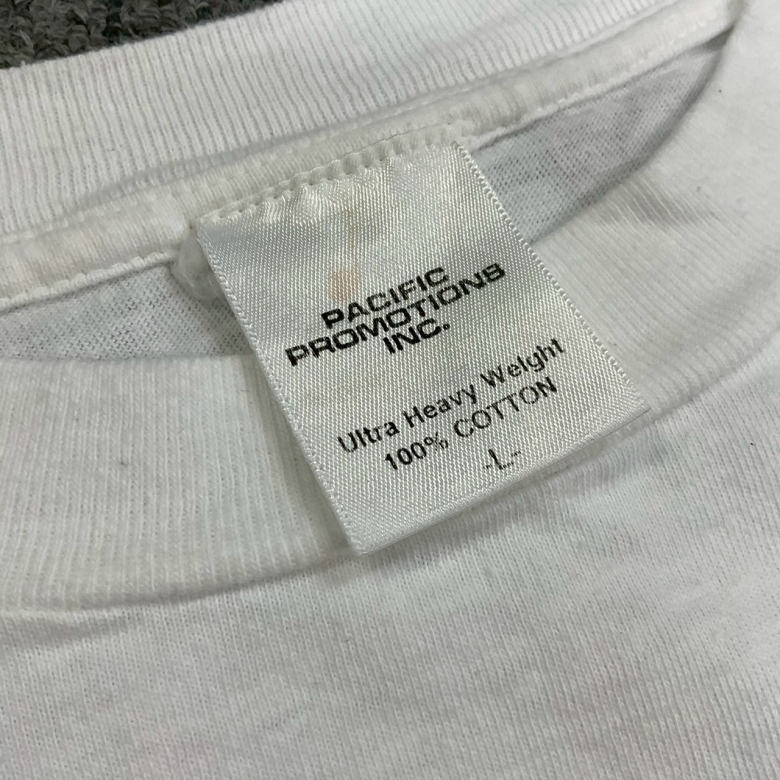 PACIFIC
PROMOTIONS
INC.
Ultra Heavy Weight
100% COTTON
-L-